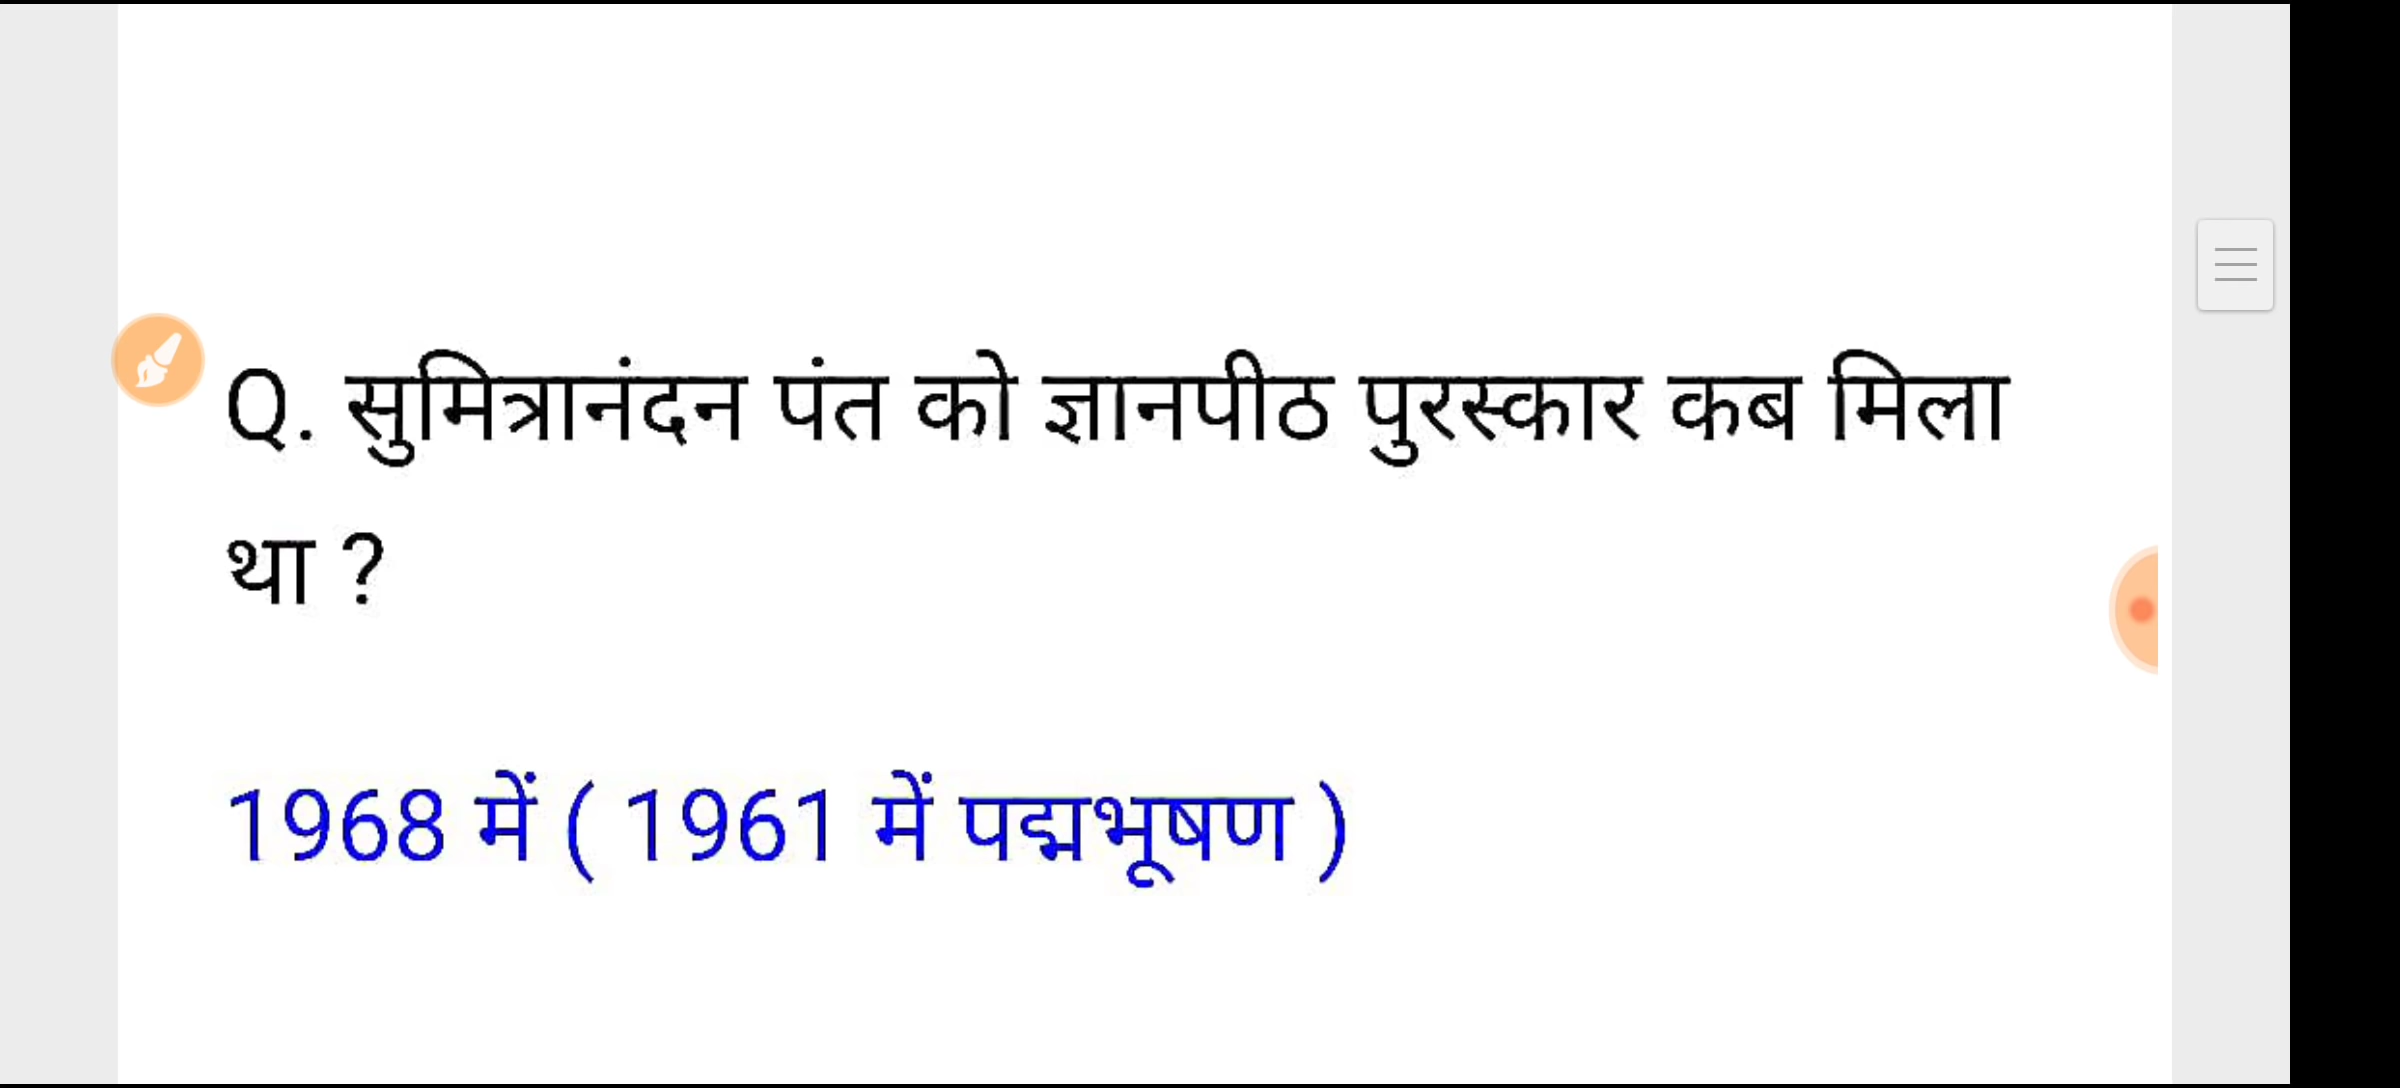 Q. सुमित्रानंदन पंत को ज्ञानपीठ पुरस्कार कब मिला
था ?
1968 में ( 1961 में पद्मभूषण )